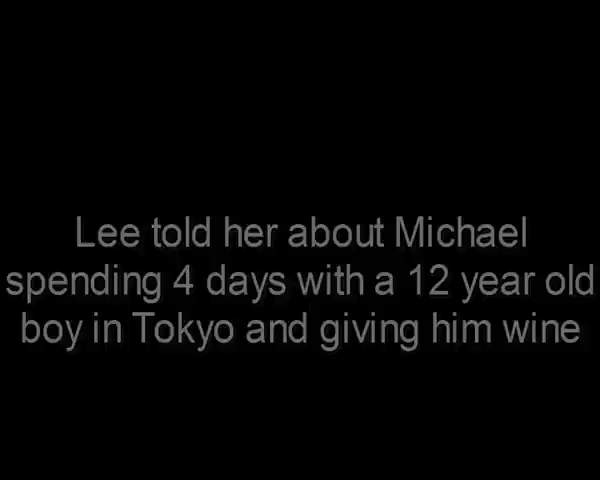 Lee told her about Michael
spending 4 days with a 12 year old
boy in Tokyo and giving him wine